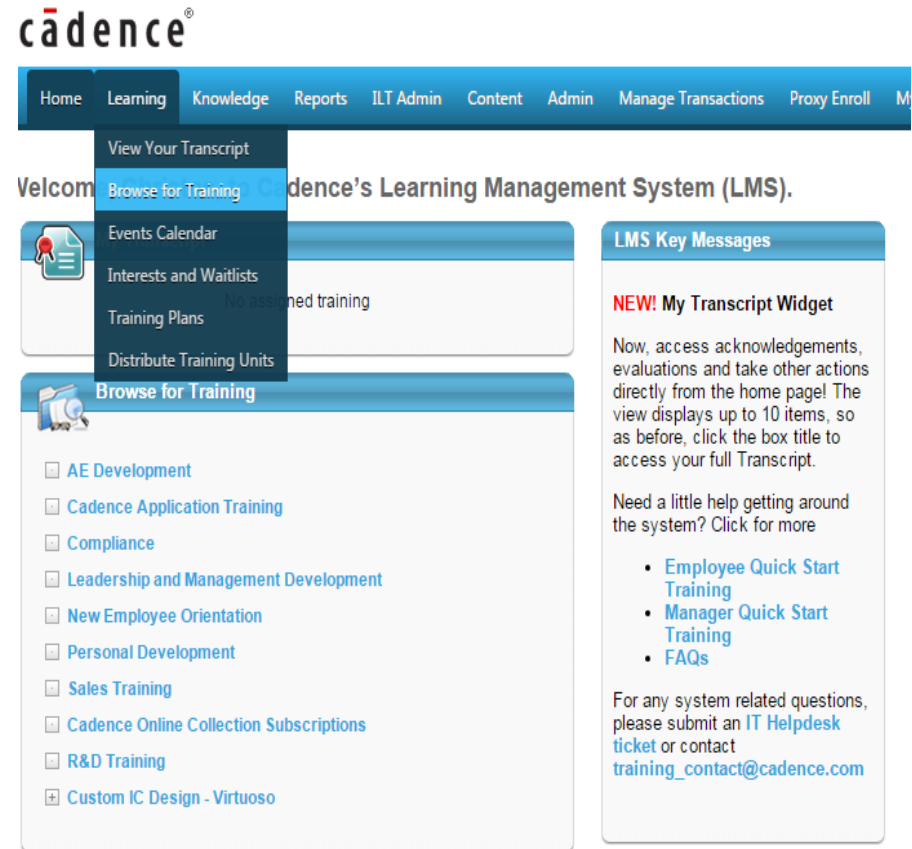 cādence®
Home Learning Knowledge Reports ILT Admin Content Admin Manage Transactions Proxy Enroll My
View Your Transcript
Browse for Training
Events Calendar
Interests and Waitlists
Training Plans
Distribute Training Units
Welcome dence's Learning Management System (LMS).
No assigned training
Browse for Training
AE Development
Cadence Application Training
Compliance
Leadership and Management Development
New Employee Orientation
Personal Development
Sales Training
Cadence Online Collection Subscriptions
R&D Training
Custom IC Design - Virtuoso
LMS Key Messages
NEW! My Transcript Widget
Now, access acknowledgements,
evaluations and take other actions
directly from the home page! The
view displays up to 10 items, so
as before, click the box title to
access your full Transcript.
Need a little help getting around
the system? Click for more
• Employee Quick Start
Training
• Manager Quick Start
Training
• FAQs
For any system related questions,
please submit an IT Helpdesk
ticket or contact
training_contact@cadence.com